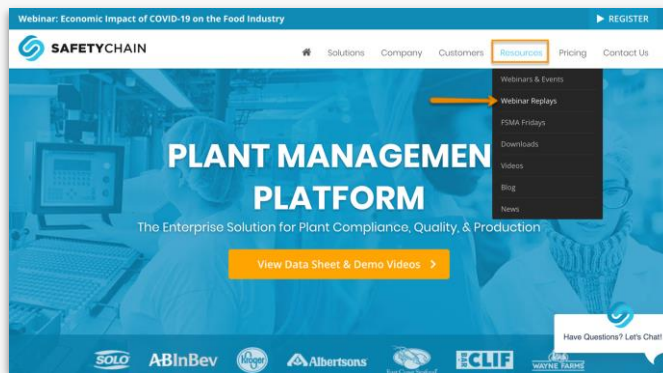 Webinar: Economic Impact of COVID-19 on the Food Industry
REGISTER
SAFETYCHAIN
Solutions Company Customers Resources Pricing Contact Us
Webinars & Events
Webinar Replays
FSMA Fridays
Downloads
Videos
Blog
News
PLANT MANAGEMEN
PLATFORM
The Enterprise Solution for Plant Compliance, Quality, & Production
View Data Sheet & Demo Videos
Have Questions? Let's Chat!
SOLO ABInBev Kroger Albertsons CLIF WAYNE FARMS